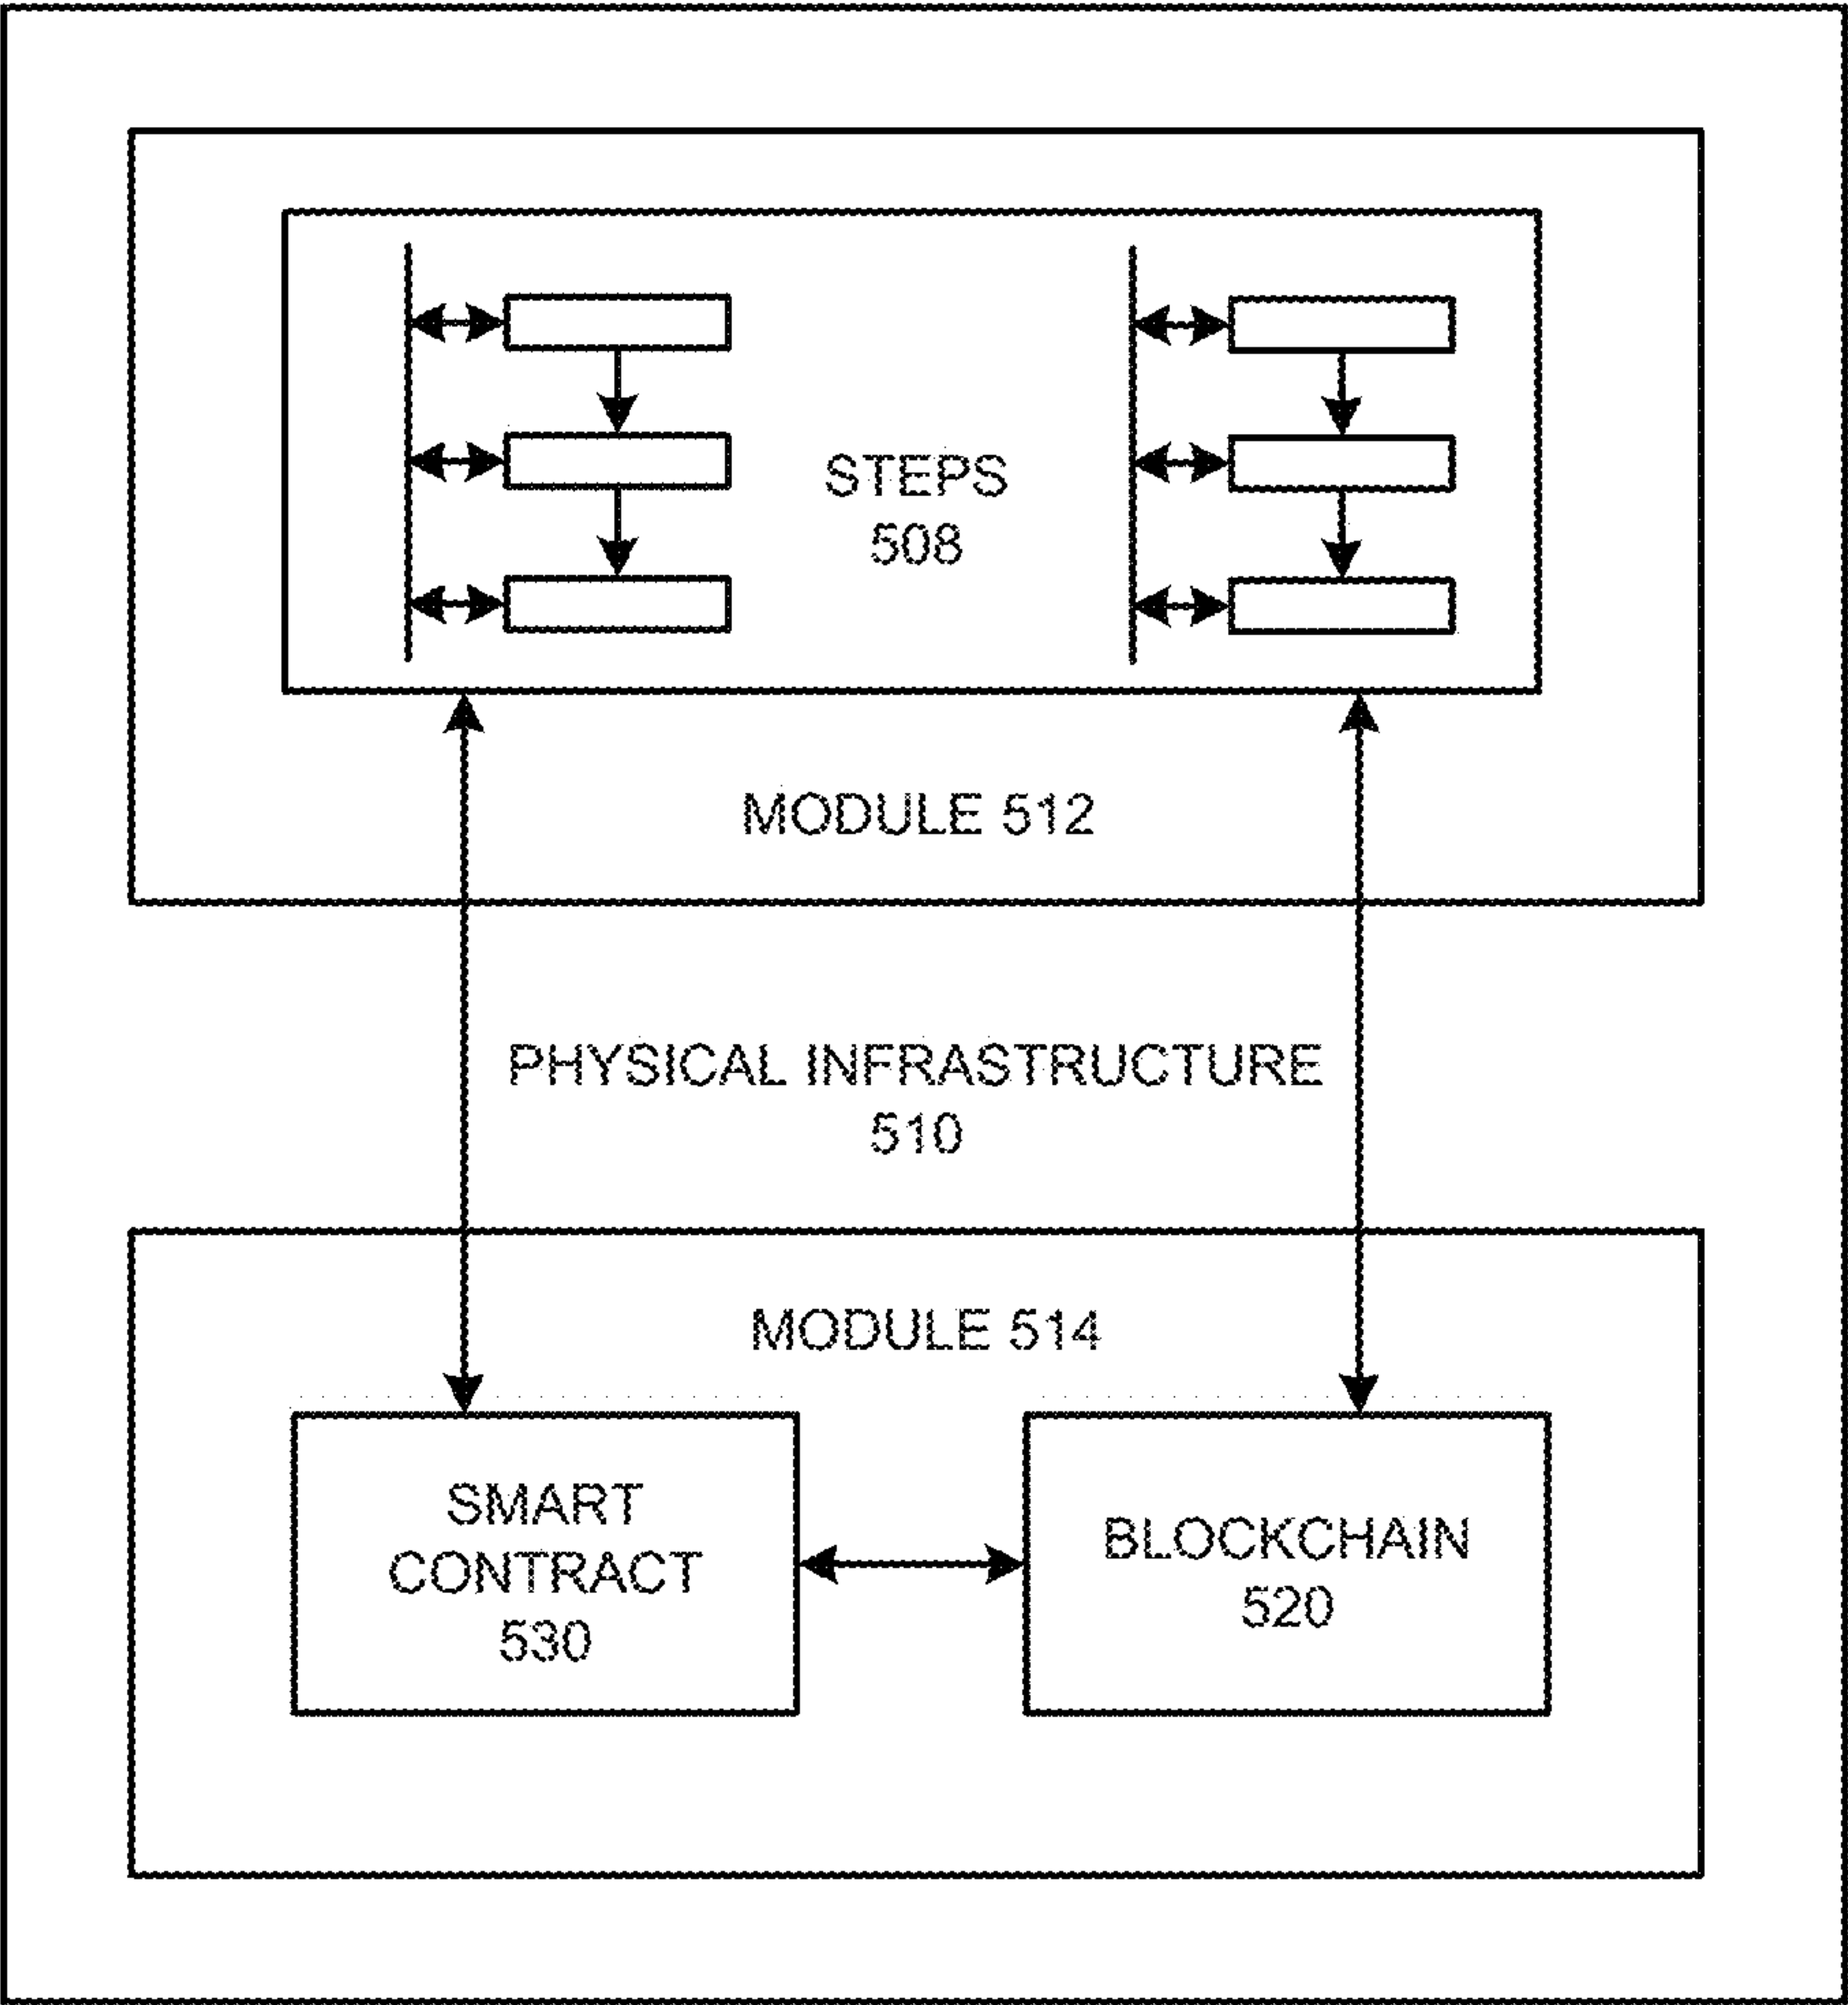 STEPS
508
MODULE 512
PHYSICAL INFRASTRUCTURE
510
MODULE 514
SMART
CONTRACT
530
BLOCKCHAIN
520